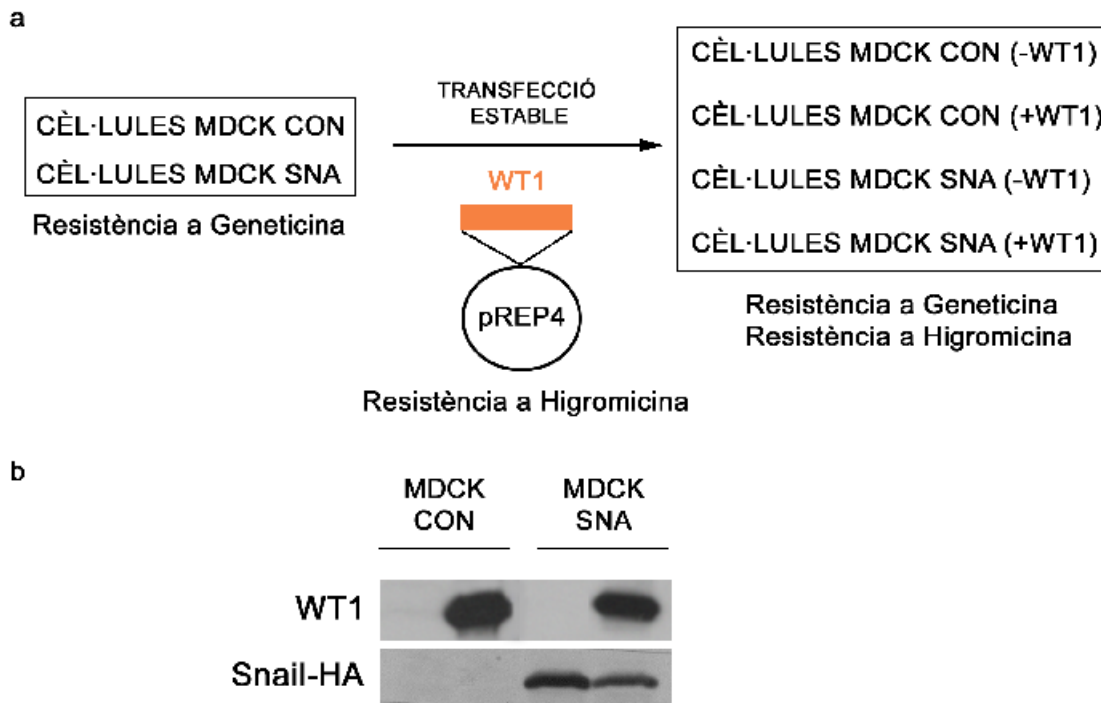 a
CÈL·LULES MDCK CON
CÈL·LULES MDCK SNA
Resistència a Geneticina
TRANSFECCIÓ
ESTABLE
WT1
pREP4
Resistència a Higromicina
CÈL·LULES MDCK CON (-WT1)
CÈL·LULES MDCK CON (+WT1)
CÈL·LULES MDCK SNA (-WT1)
CÈL·LULES MDCK SNA (+WT1)
Resistència a Geneticina
Resistència a Higromicina
b
MDCK
CON
MDCK
SNA
WT1
Snail-HA